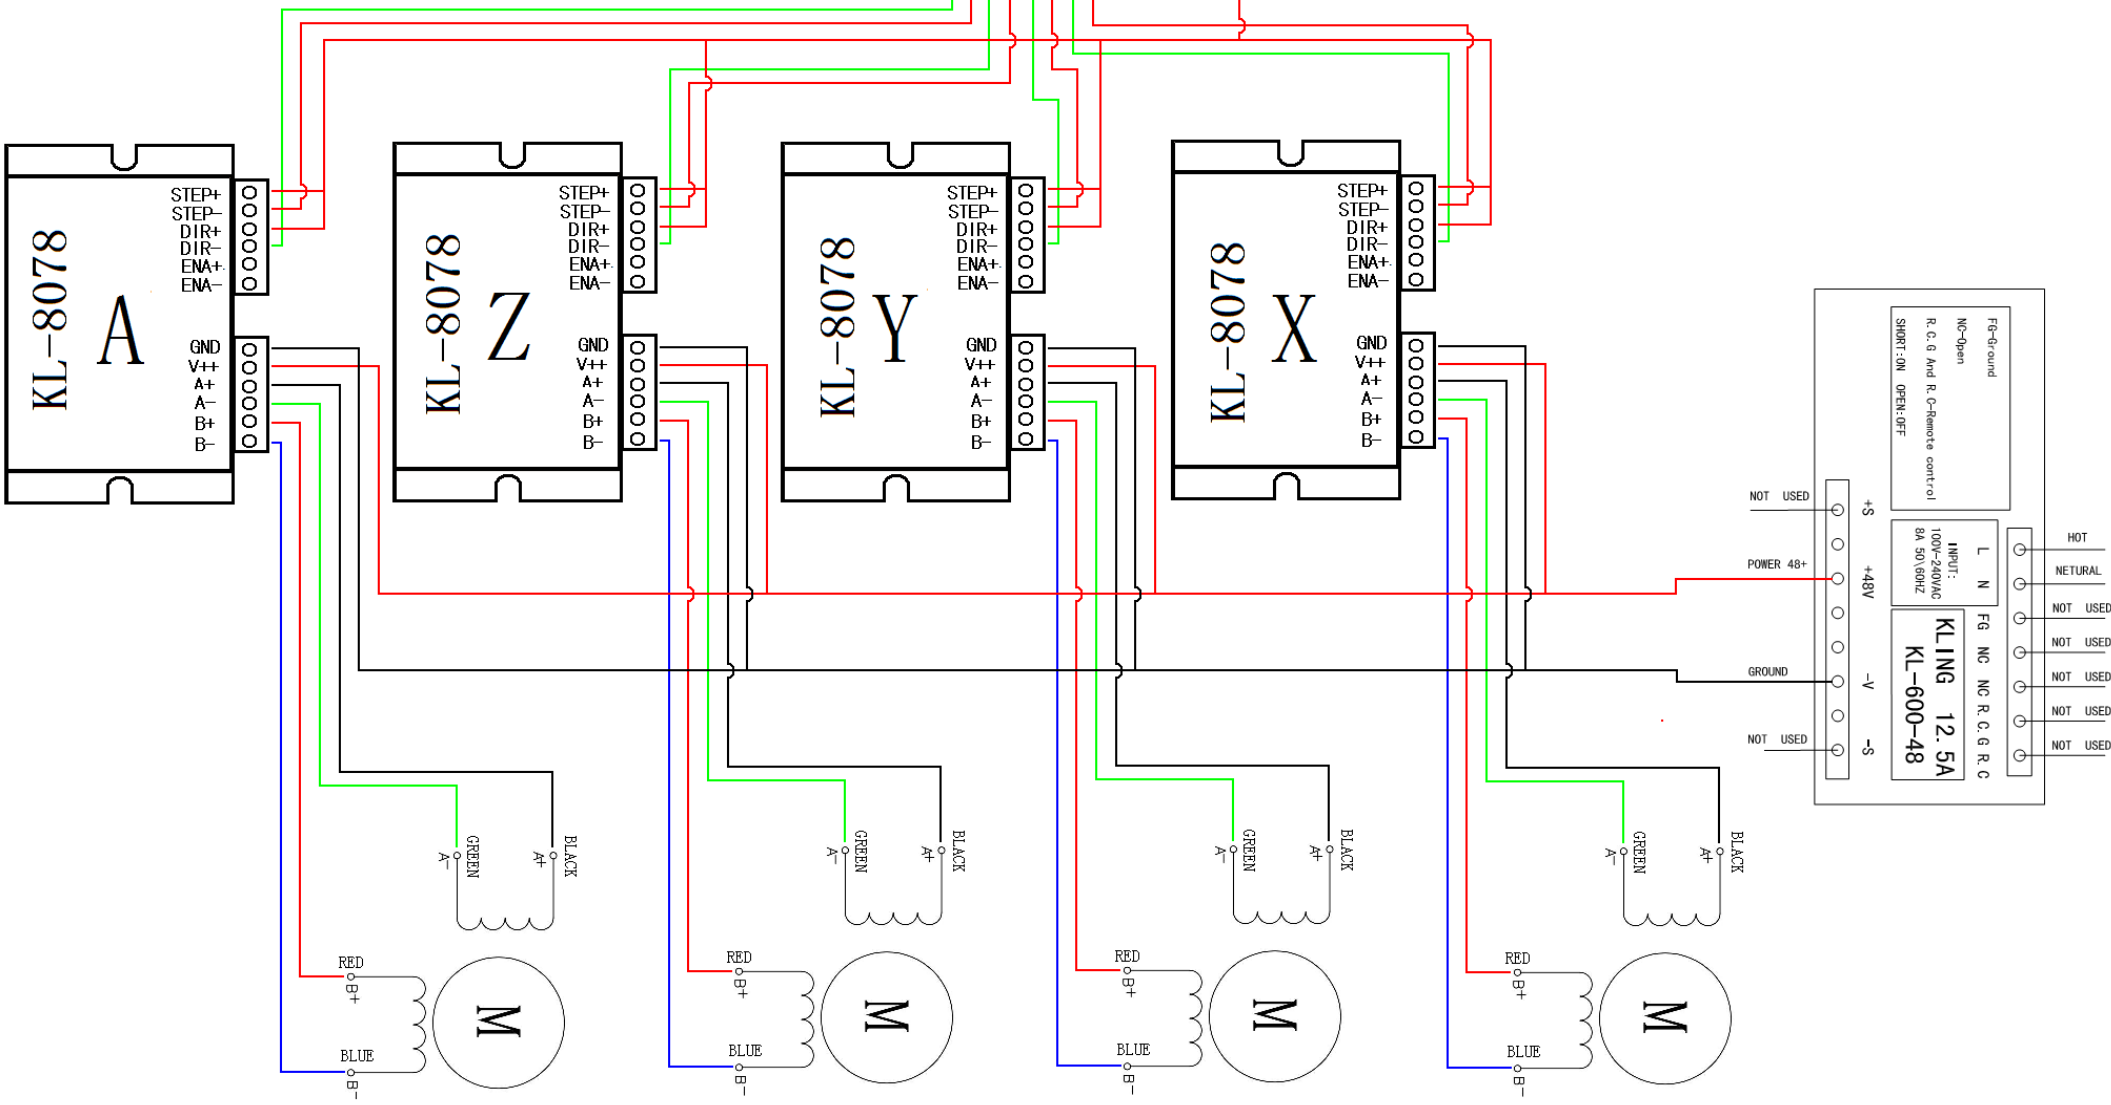 STEP+
STEP-
DIR+
DIR-
ENA+
ENA-
KL-8078
A
GND
V++
A+
A-
B+
B-
STEP+
STEP-
DIR+
DIR-
ENA+
ENA-
KL-8078
Z
GND
V++
A+
A-
B+
B-
STEP+
STEP-
DIR+
DIR-
ENA+
ENA-
KL-8078
Y
GND
V++
A+
A-
B+
B-
STEP+
STEP-
DIR+
DIR-
ENA+
ENA-
KL-8078
X
GND
V++
A+
A-
B+
B-
FG-Ground
NC-Open
R.C.G And R.C-Remote control
SHORT:ON OPEN:OFF
NOT USED
POWER 48+
GROUND
NOT USED
+S
+48V
-V
-S
INPUT:
100V-240VAC
8A 50\60HZ
KLING 12.5A
KL-600-48
L
N
FG
NC
NC
R.C.G
R.C
HOT
NETURAL
NOT USED
NOT USED
NOT USED
NOT USED
NOT USED
A-
GREEN
A+
BLACK
RED
B+
BLUE
B-
M
A-
GREEN
A+
BLACK
RED
B+
BLUE
B-
M
A-
GREEN
A+
BLACK
RED
B+
BLUE
B-
M
A-
GREEN
A+
BLACK
RED
B+
BLUE
B-
M